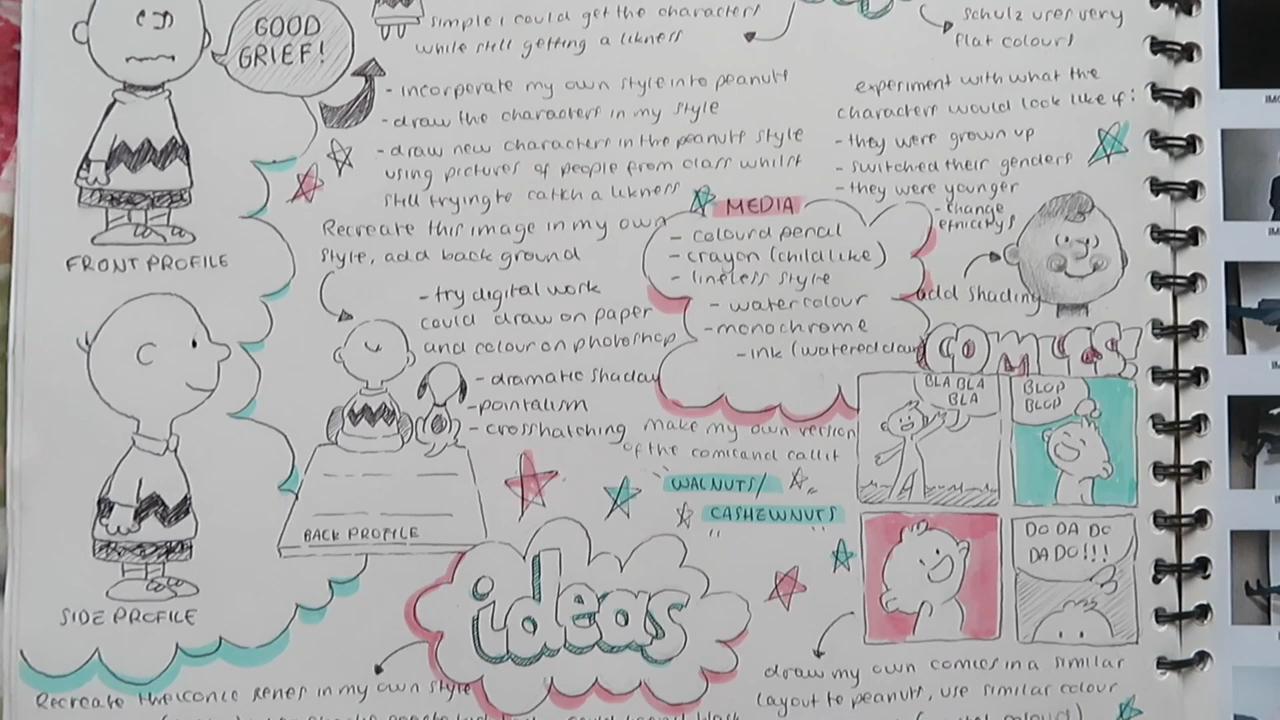 GOOD
GRIEF!
simple i could get the characters
while still getting a likness
Schulz uses very
flat colours
- incorporate my own style into peanuts
- draw the characters in my style
- draw new characters in the peanuts style
using pictures of people from class whilst
still trying to catch a likness
experiment with what the
characters would look like if:
- they were grown up
- switched their genders
- they were younger
- change
etnicitys
FRONT PROFILE
Recreate this image in my own
style, add back ground
- try digital work
could draw on paper
and colour on photoshop
- dramatic shadow
- pointalism
- crosshatching
MEDIA
- coloured pencil
- crayon (childlike)
- lineless style
- watercolour
- monochrome
- ink (watered down)
add shading
COMICS
BLA BLA
BLA
BLOP
BLOP
DO DA DO
DA DO!!!
make my own version
of the comic and call it
"WALNUTS/
CASHEWNUTS"
BACK PROFILE
SIDE PROFILE
ideas
Recreate the iconic scenes in my own style
draw my own comics in a similar
layout to peanuts, use similar colour